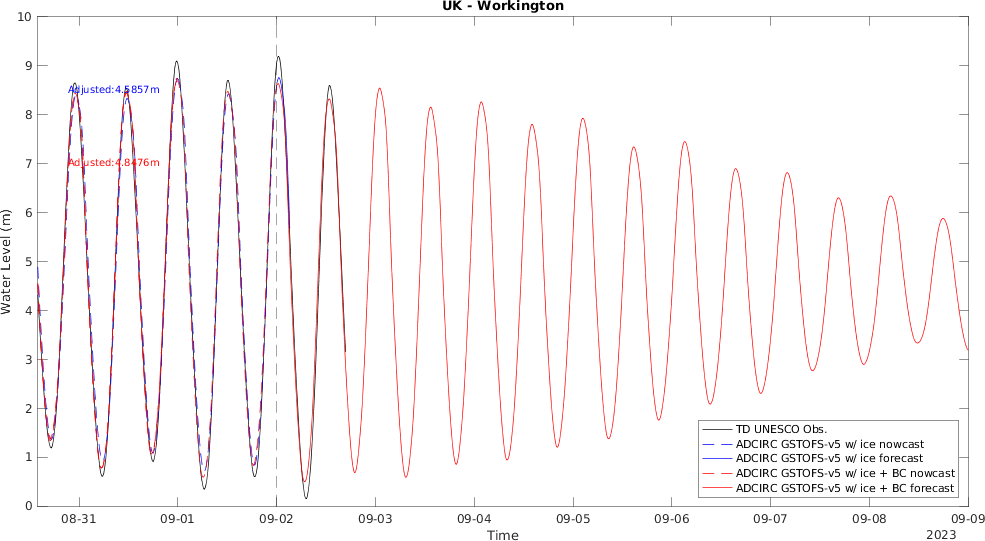 UK - Workington
10
9
8
7
6
5
4
3
2
1
0
Water Level (m)
Adjusted:4.5857m
Adjusted:4.8476m
TD UNESCO Obs.
ADCIRC GSTOFS-v5 w/ ice nowcast
ADCIRC GSTOFS-v5 w/ ice forecast
ADCIRC GSTOFS-v5 w/ ice + BC nowcast
ADCIRC GSTOFS-v5 w/ ice + BC forecast
08-31 09-01 09-02 09-03 09-04 09-05 09-06 09-07 09-08 09-09
Time
2023